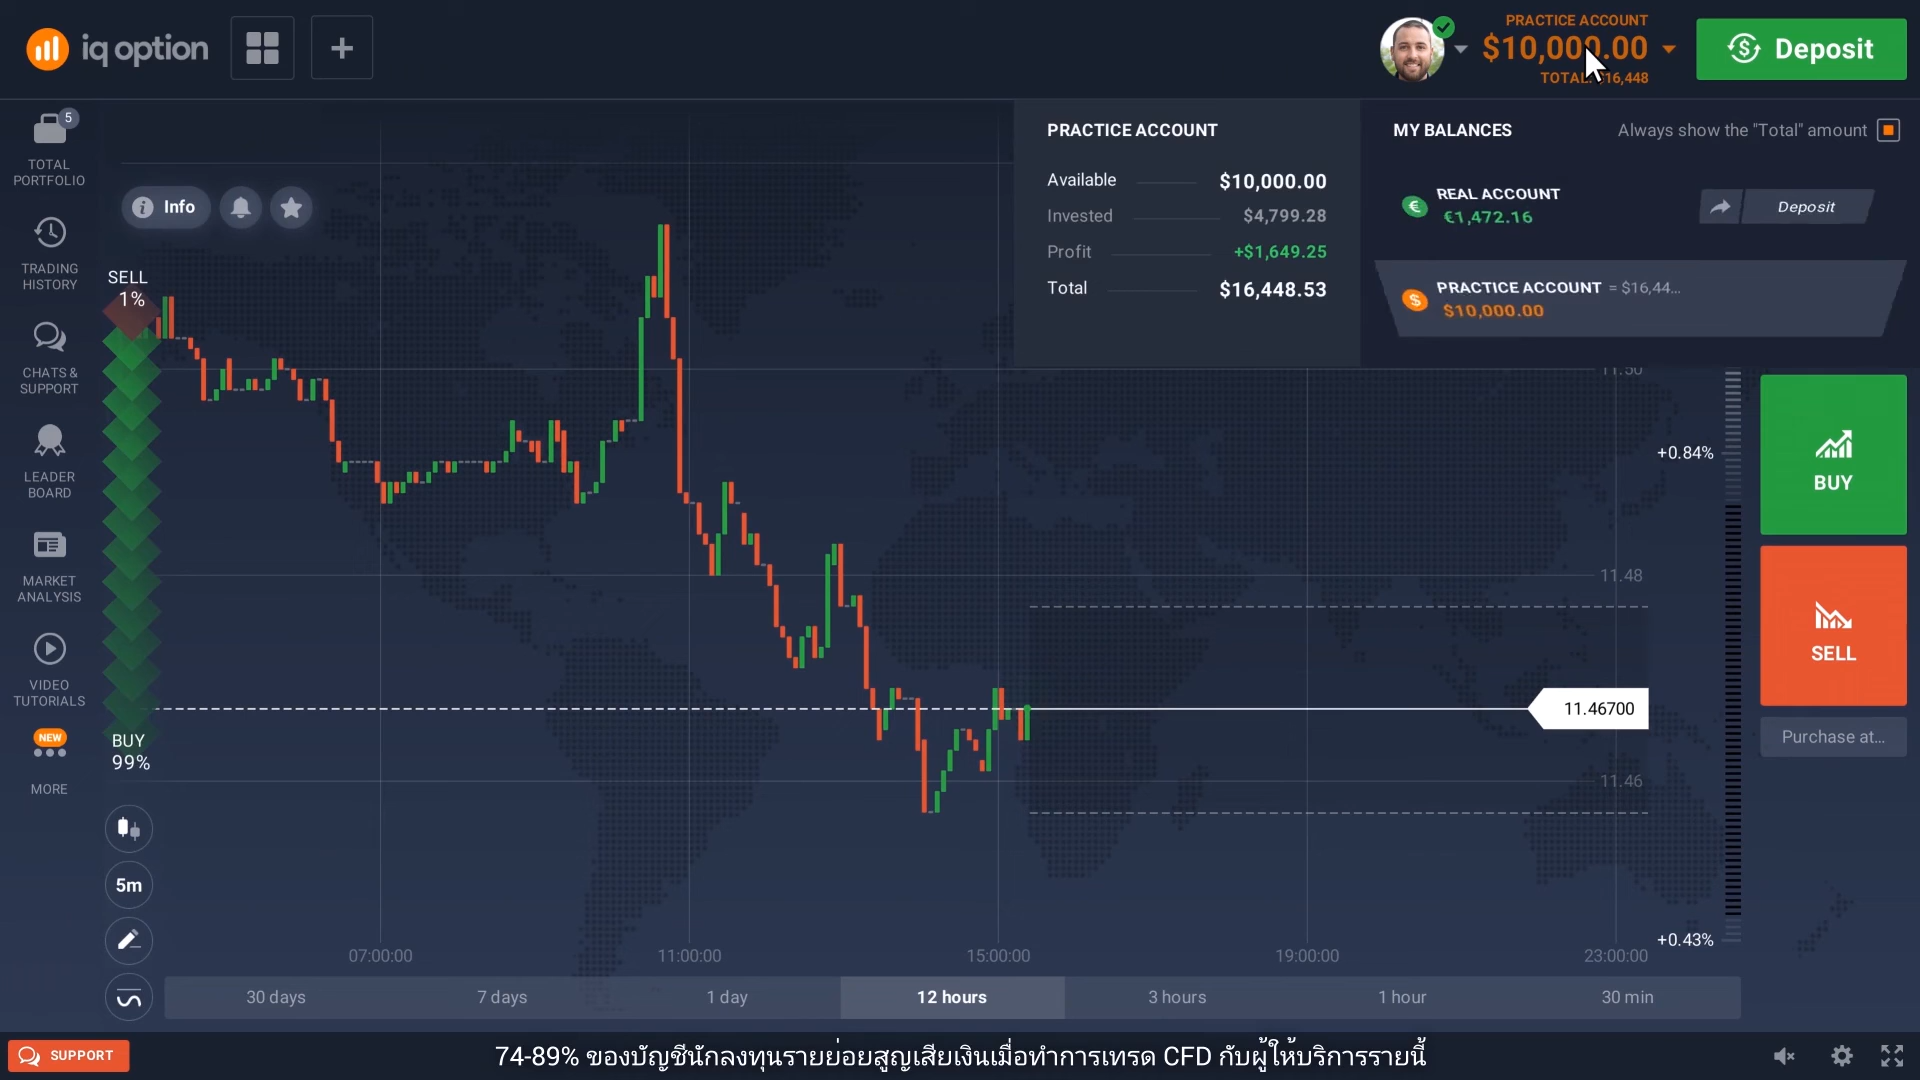 iq option
PRACTICE ACCOUNT
$10,000.00
TOTAL 16,448
Deposit
5
TOTAL
PORTFOLIO
TRADING
HISTORY
CHATS &
SUPPORT
LEADER
BOARD
MARKET
ANALYSIS
VIDEO
TUTORIALS
NEW
MORE
Info
SELL
1%
BUY
99%
5m
PRACTICE ACCOUNT
Available $10,000.00
Invested $4,799.28
Profit +$1,649.25
Total $16,448.53
MY BALANCES
Always show the "Total" amount
REAL ACCOUNT
€1,472.16
Deposit
PRACTICE ACCOUNT = $16,44...
$10,000.00
11.50
+0.84%
11.48
11.46700
11.46
+0.43%
BUY
SELL
Purchase at...
07:00:00 11:00:00 15:00:00 19:00:00 23:00:00
30 days 7 days 1 day 12 hours 3 hours 1 hour 30 min
SUPPORT
74-89% ของบัญชีนักลงทุนรายย่อยสูญเสียเงินเมื่อทำการเทรด CFD กับผู้ให้บริการรายนี้